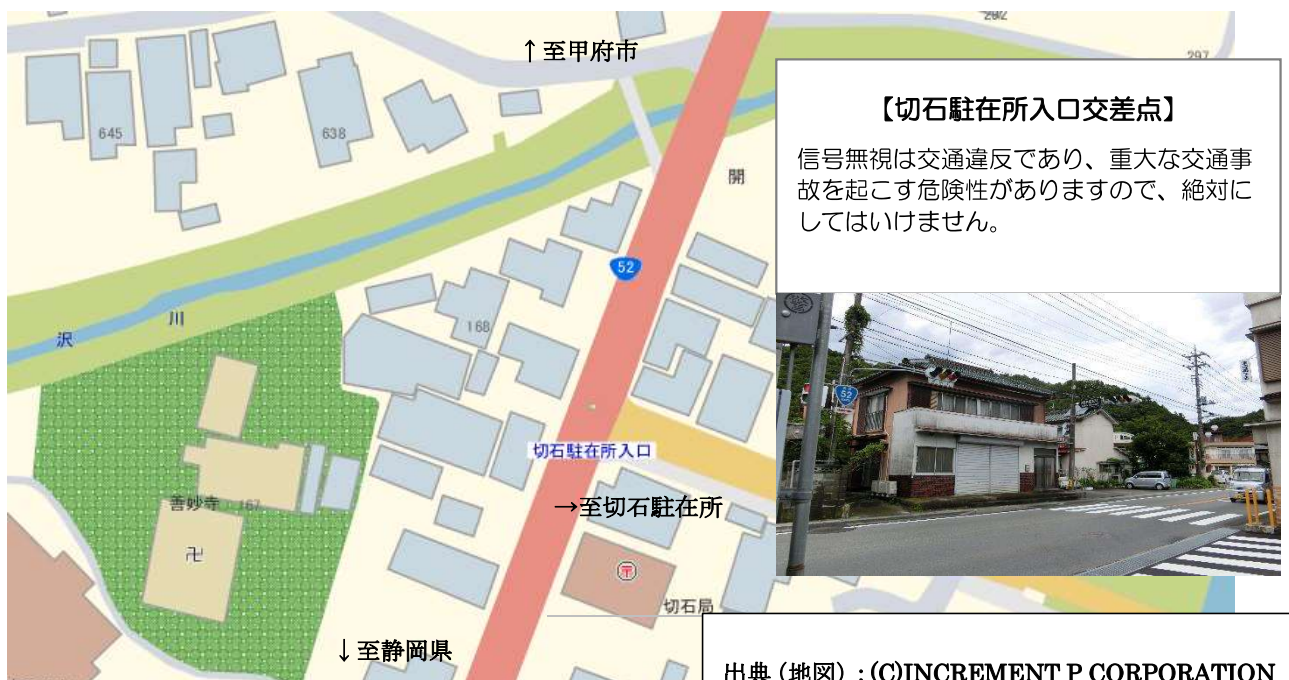 292
↑至甲府市
297
645
638
【切石駐在所入口交差点】
信号無視は交通違反であり、重大な交通事
故を起こす危険性がありますので、絶対に
してはいけません。
開
52
川
沢
168
52
切石駐在所入口
→至切石駐在所
善妙寺
167
卍
〒
切石局
↓至静岡県
出典（地図）：(C)INCREMENT P CORPORATION